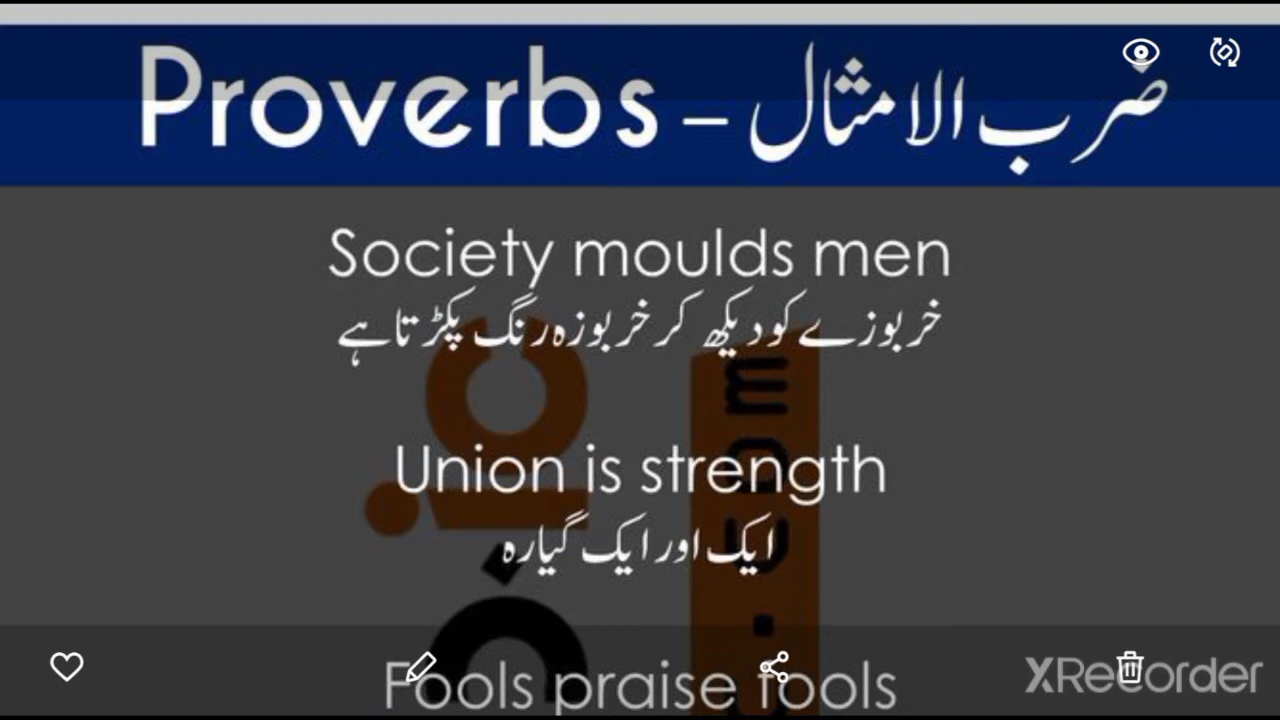 Proverbs – ضرب الامثال
Society moulds men
خربوزے کو دیکھ کر خربوزہ رنگ پکڑتا ہے
Union is strength
ایک اور ایک گیارہ
Fools praise fools
XRecorder